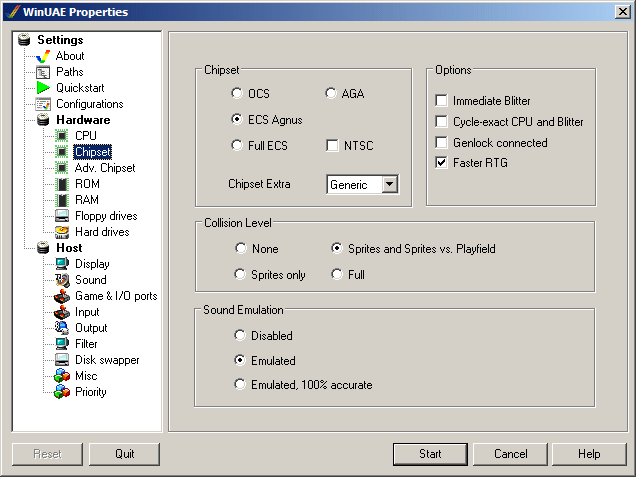 WinUAE Properties
Settings
About
Paths
Quickstart
Configurations
Hardware
CPU
Chipset
Adv. Chipset
ROM
RAM
Floppy drives
Hard drives
Host
Display
Sound
Game & I/O ports
Input
Output
Filter
Disk swapper
Misc
Priority
Chipset
OCS
AGA
ECS Agnus
Full ECS
NTSC
Chipset Extra
Generic
Options
Immediate Blitter
Cycle-exact CPU and Blitter
Genlock connected
Faster RTG
Collision Level
None
Sprites and Sprites vs. Playfield
Sprites only
Full
Sound Emulation
Disabled
Emulated
Emulated, 100% accurate
Reset
Quit
Start
Cancel
Help